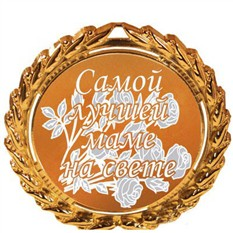 Самой
лучшей
маме
на свете